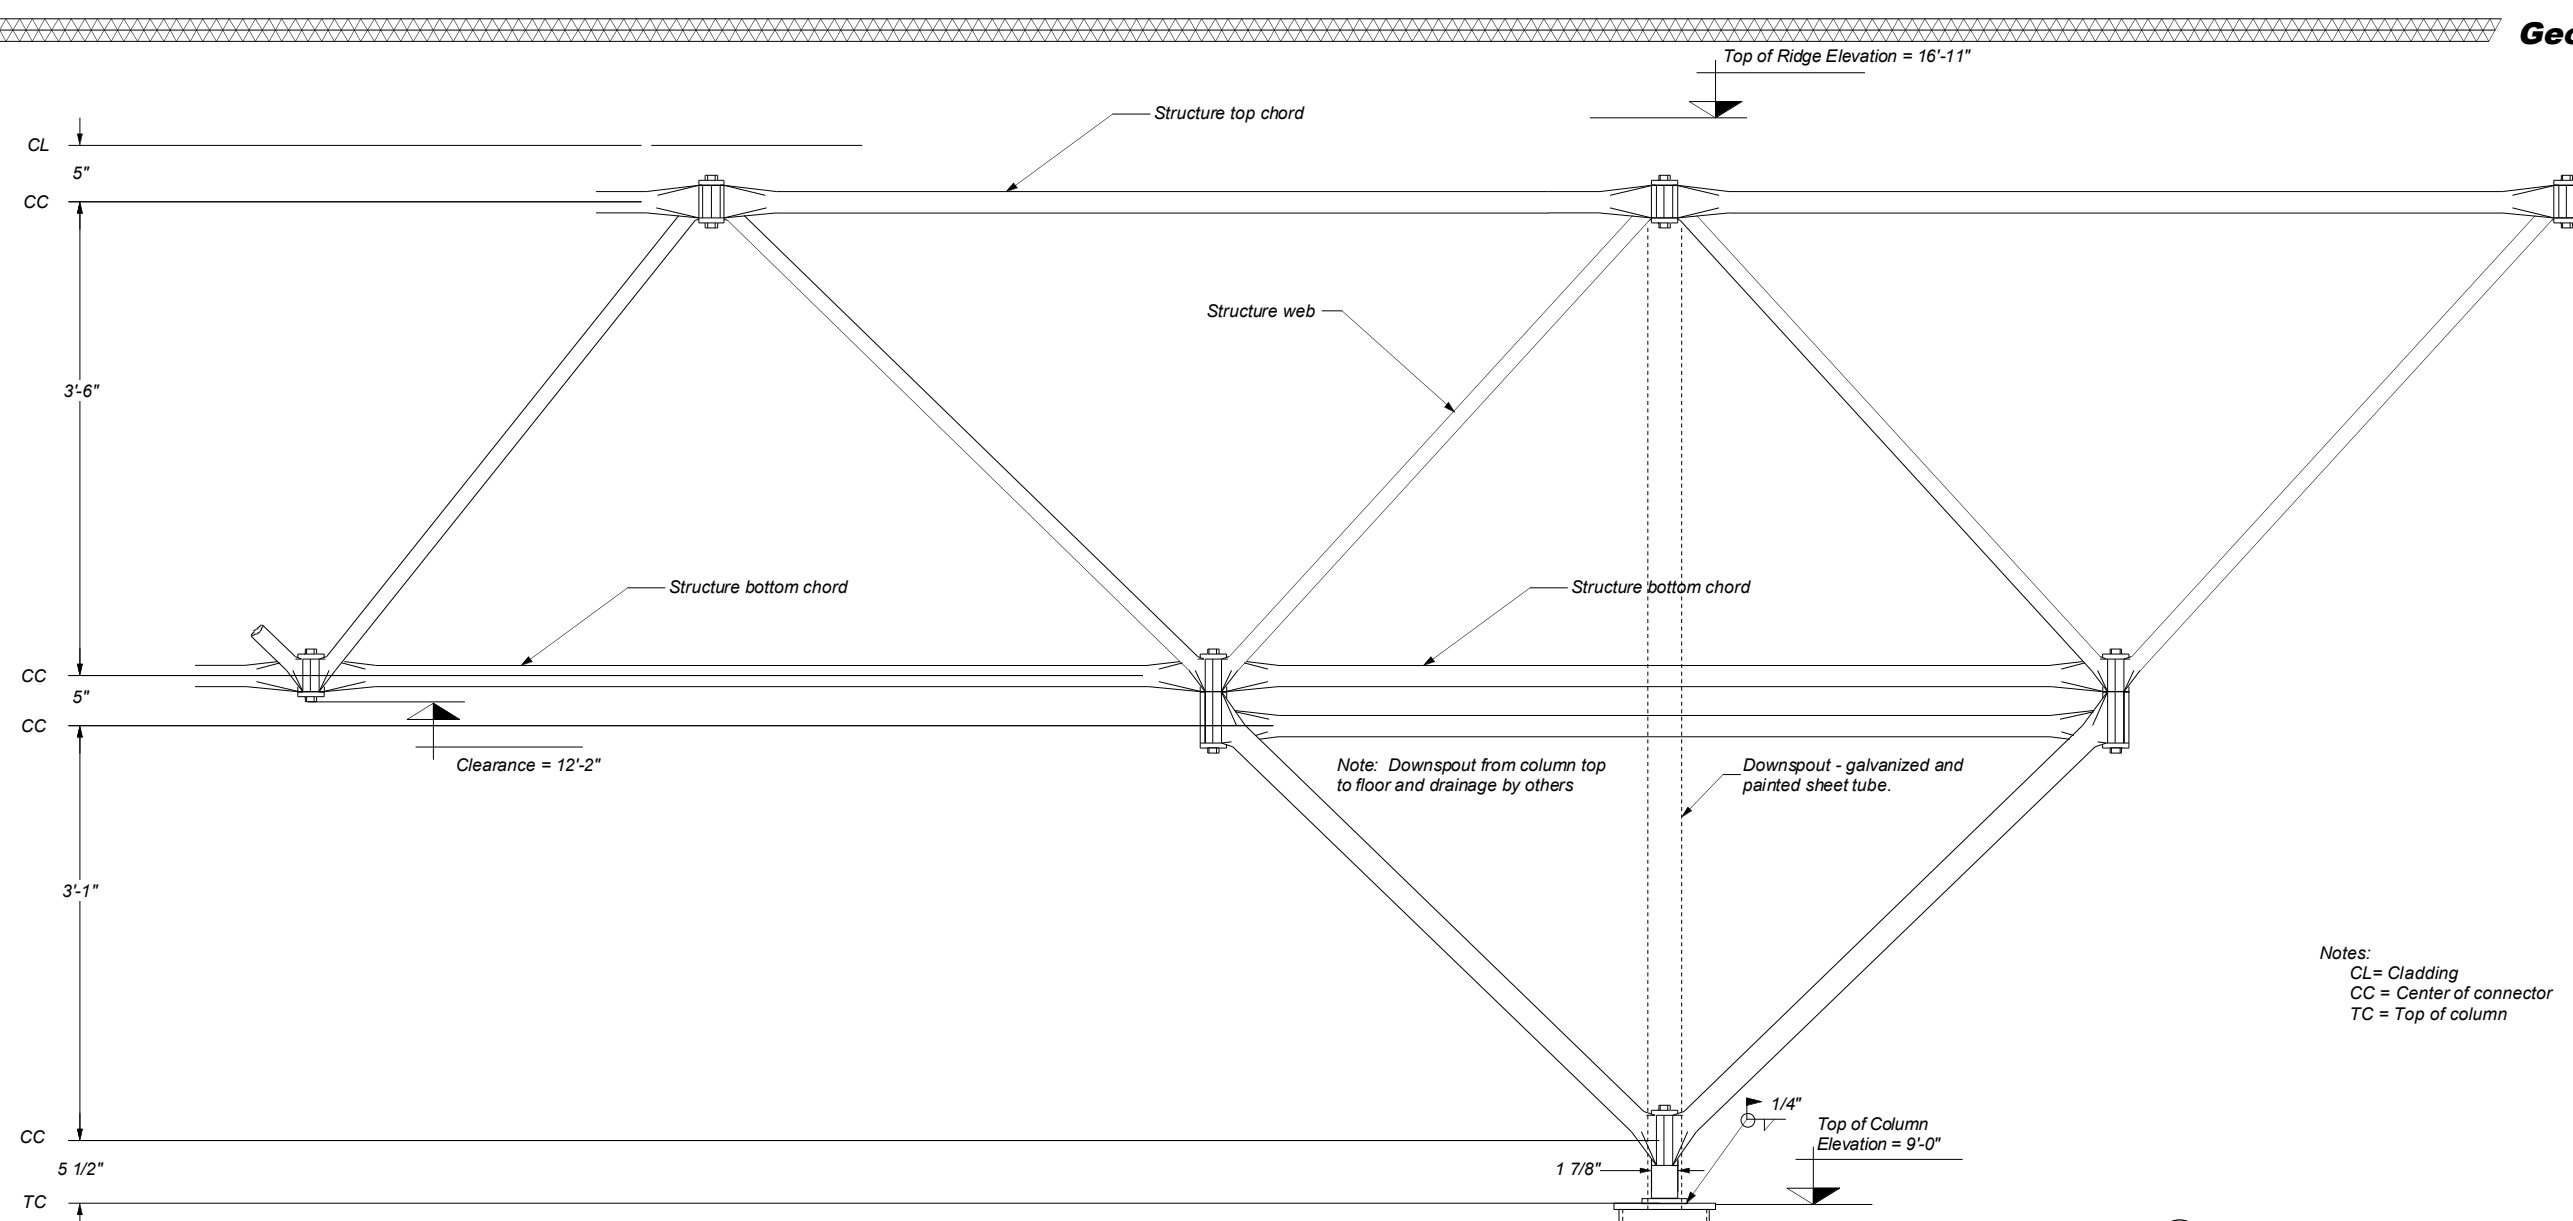 Geo
Top of Ridge Elevation = 16'-11"
Structure top chord
CL
5"
CC
Structure web
3'-6"
Structure bottom chord
Structure bottom chord
CC
5"
CC
Clearance = 12'-2"
Note: Downspout from column top
to floor and drainage by others
Downspout - galvanized and
painted sheet tube.
3'-1"
Notes:
CL= Cladding
CC = Center of connector
TC = Top of column
1/4"
Top of Column
Elevation = 9'-0"
CC
5 1/2"
1 7/8"
TC